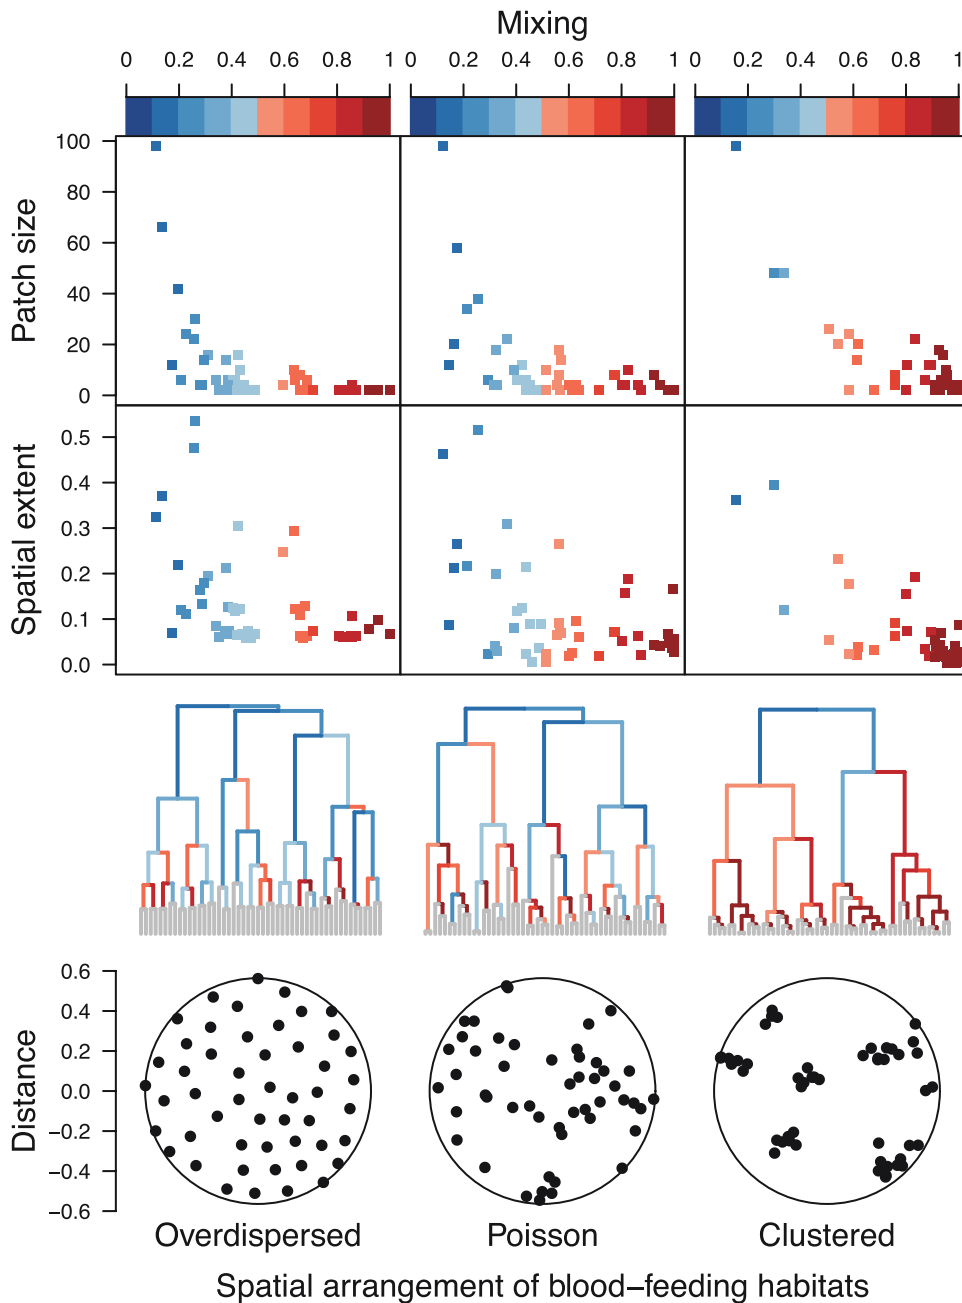 Mixing
0 0.2 0.4 0.6 0.8 1 0 0.2 0.4 0.6 0.8 1 0 0.2 0.4 0.6 0.8 1
Patch size
100
80
60
40
20
0
Spatial extent
0.5
0.4
0.3
0.2
0.1
0.0
Distance
0.6
0.4
0.2
0.0
−0.2
−0.4
−0.6
Overdispersed Poisson Clustered
Spatial arrangement of blood−feeding habitats